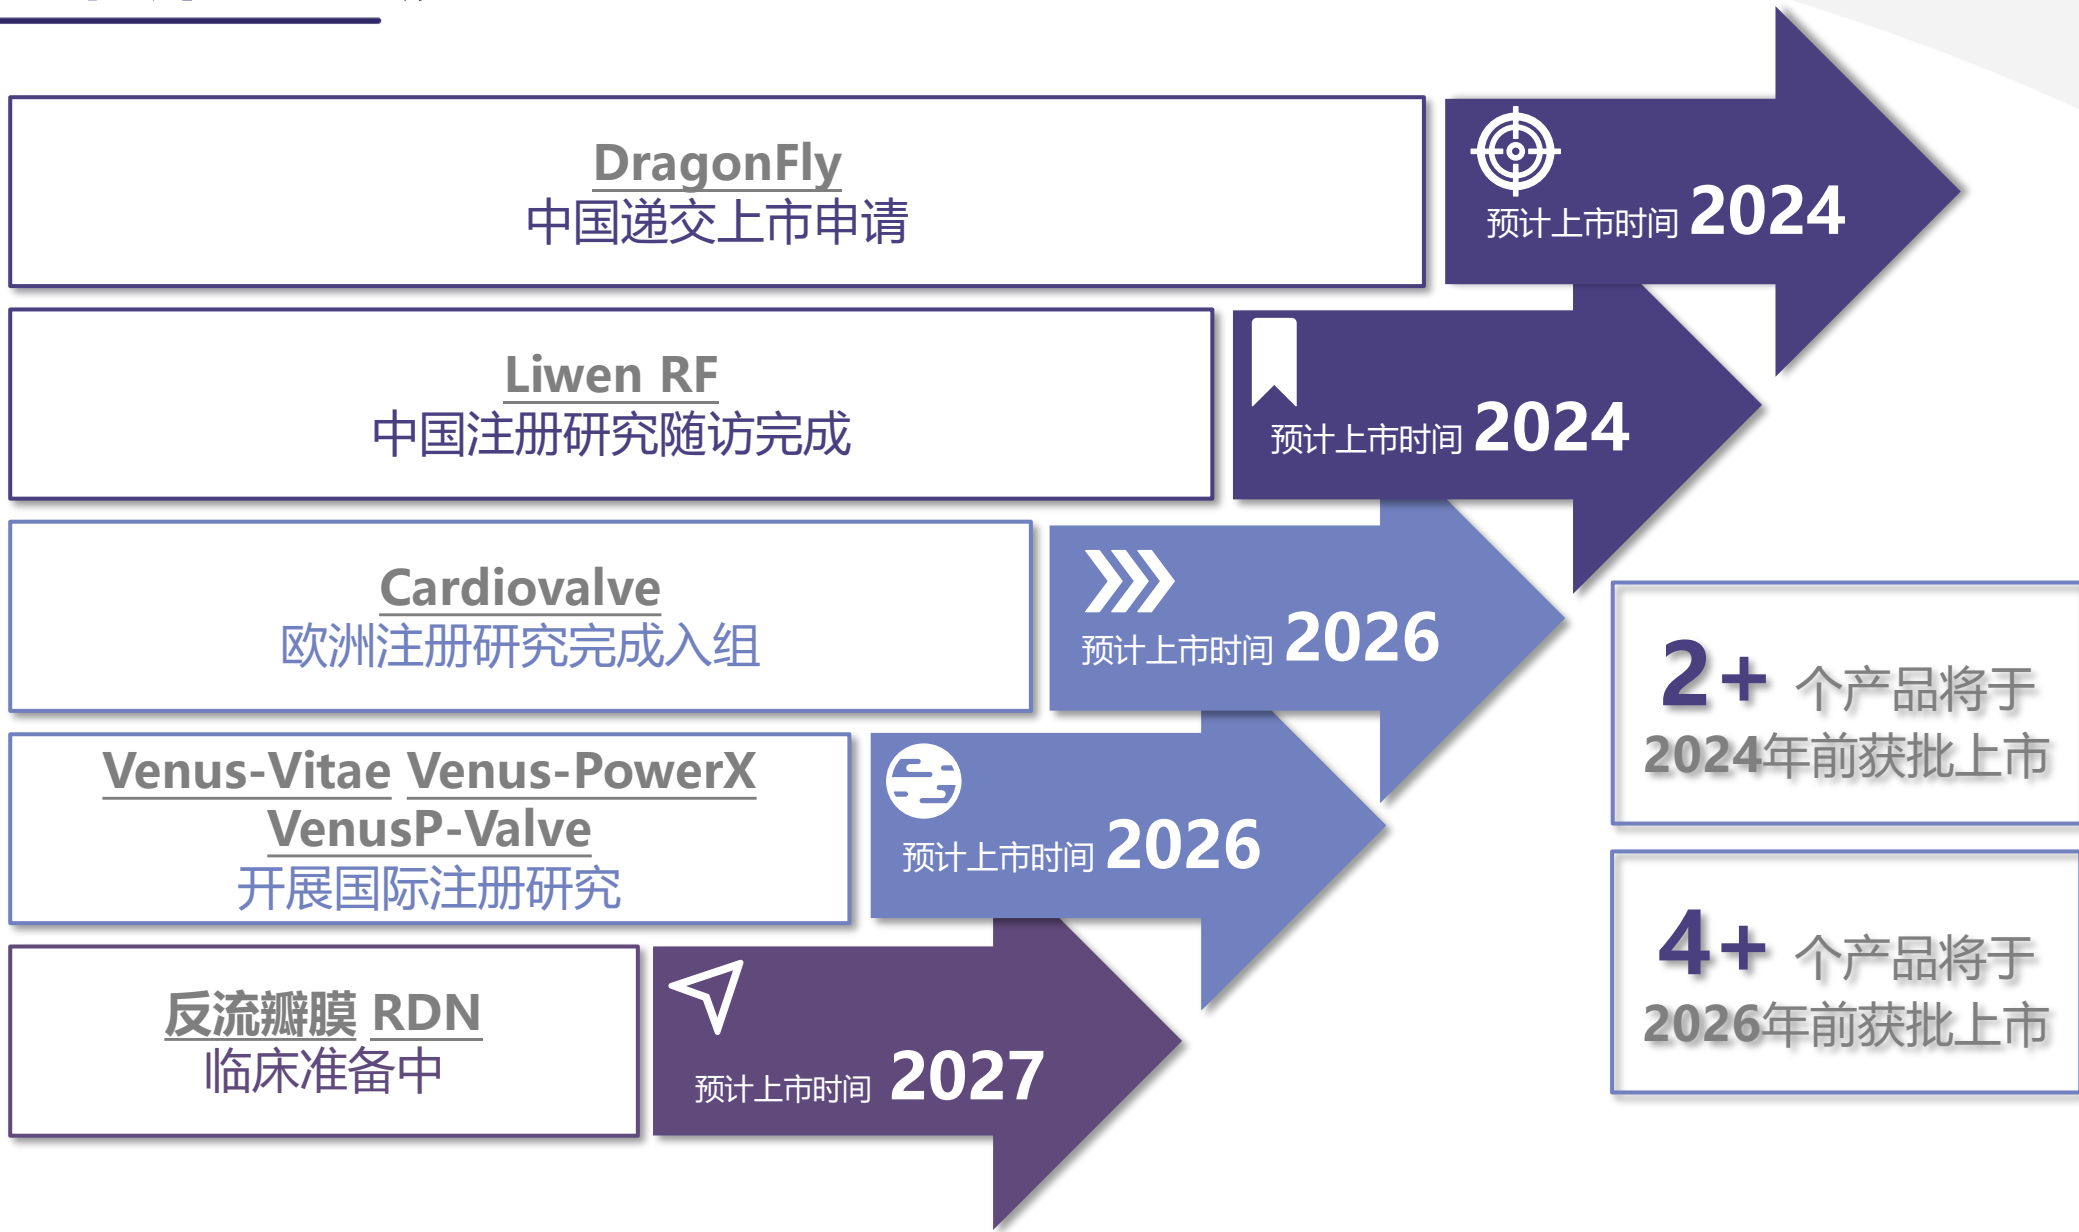 DragonFly
中国递交上市申请
预计上市时间 2024
Liwen RF
中国注册研究随访完成
预计上市时间 2024
Cardiovalve
欧洲注册研究完成入组
预计上市时间 2026
Venus-Vitae Venus-PowerX
VenusP-Valve
开展国际注册研究
预计上市时间 2026
反流瓣膜 RDN
临床准备中
预计上市时间 2027
2+ 个产品将于
2024年前获批上市
4+ 个产品将于
2026年前获批上市